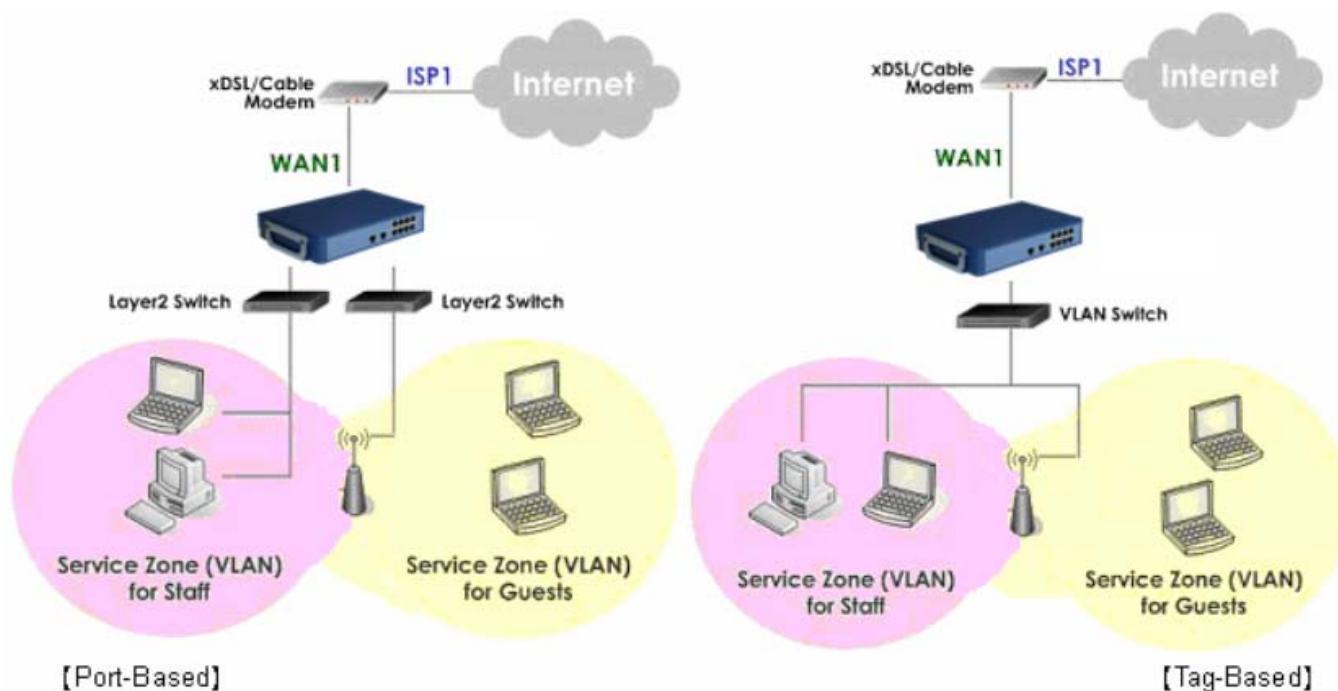 xDSL/Cable
Modem
ISP1
Internet
WAN1
Layer2 Switch
Layer2 Switch
Service Zone (VLAN)
for Staff
Service Zone (VLAN)
for Guests
【Port-Based】
xDSL/Cable
Modem
ISP1
Internet
WAN1
VLAN Switch
Service Zone (VLAN)
for Staff
Service Zone (VLAN)
for Guests
【Tag-Based】